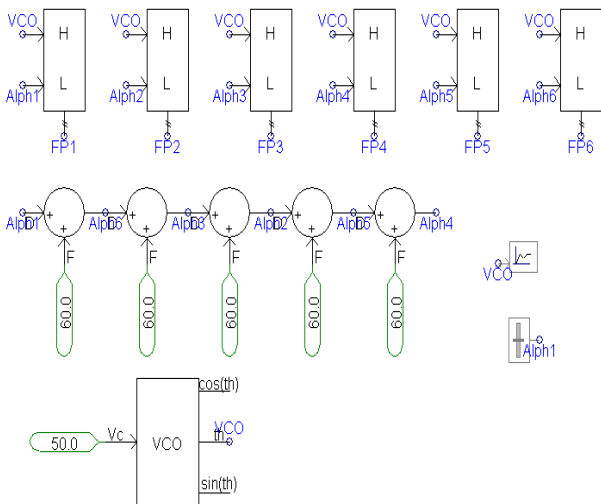 VCO VCO VCO VCO VCO VCO
H H H H H H
L L L L L L
Alph1 Alph2 Alph3 Alph4 Alph5 Alph6
FP1 FP2 FP3 FP4 FP5 FP6
Alph1 D + + Alph6 D + + Alph3 D + + Alph2 D + + Alph5 D + + Alph4
F F F F F
60.0 60.0 60.0 60.0 60.0
VCO
Alph1
cos(th)
50.0 Vc VCO th VCO
sin(th)